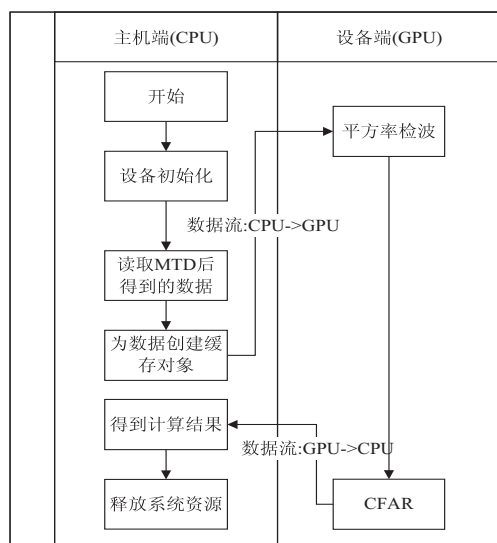 主机端(CPU)
设备端(GPU)
开始
平方率检波
设备初始化
数据流:CPU->GPU
读取MTD后
得到的数据
为数据创建缓
存对象
得到计算结果
数据流:GPU->CPU
释放系统资源
CFAR